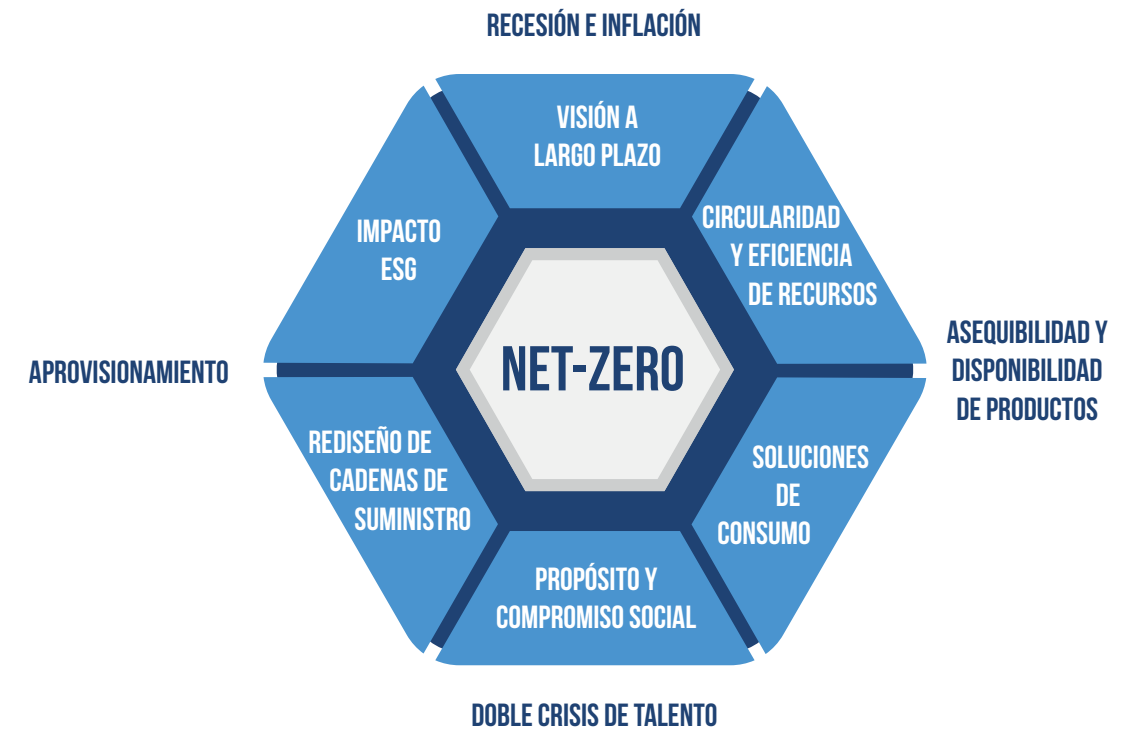 RECESIÓN E INFLACIÓN
VISIÓN A
LARGO PLAZO
IMPACTO
ESG
CIRCULARIDAD
Y EFICIENCIA
DE RECURSOS
NET-ZERO
APROVISIONAMIENTO
ASEQUIBILIDAD Y
DISPONIBILIDAD
DE PRODUCTOS
REDISEÑO DE
CADENAS DE
SUMINISTRO
SOLUCIONES
DE
CONSUMO
PROPÓSITO Y
COMPROMISO SOCIAL
DOBLE CRISIS DE TALENTO